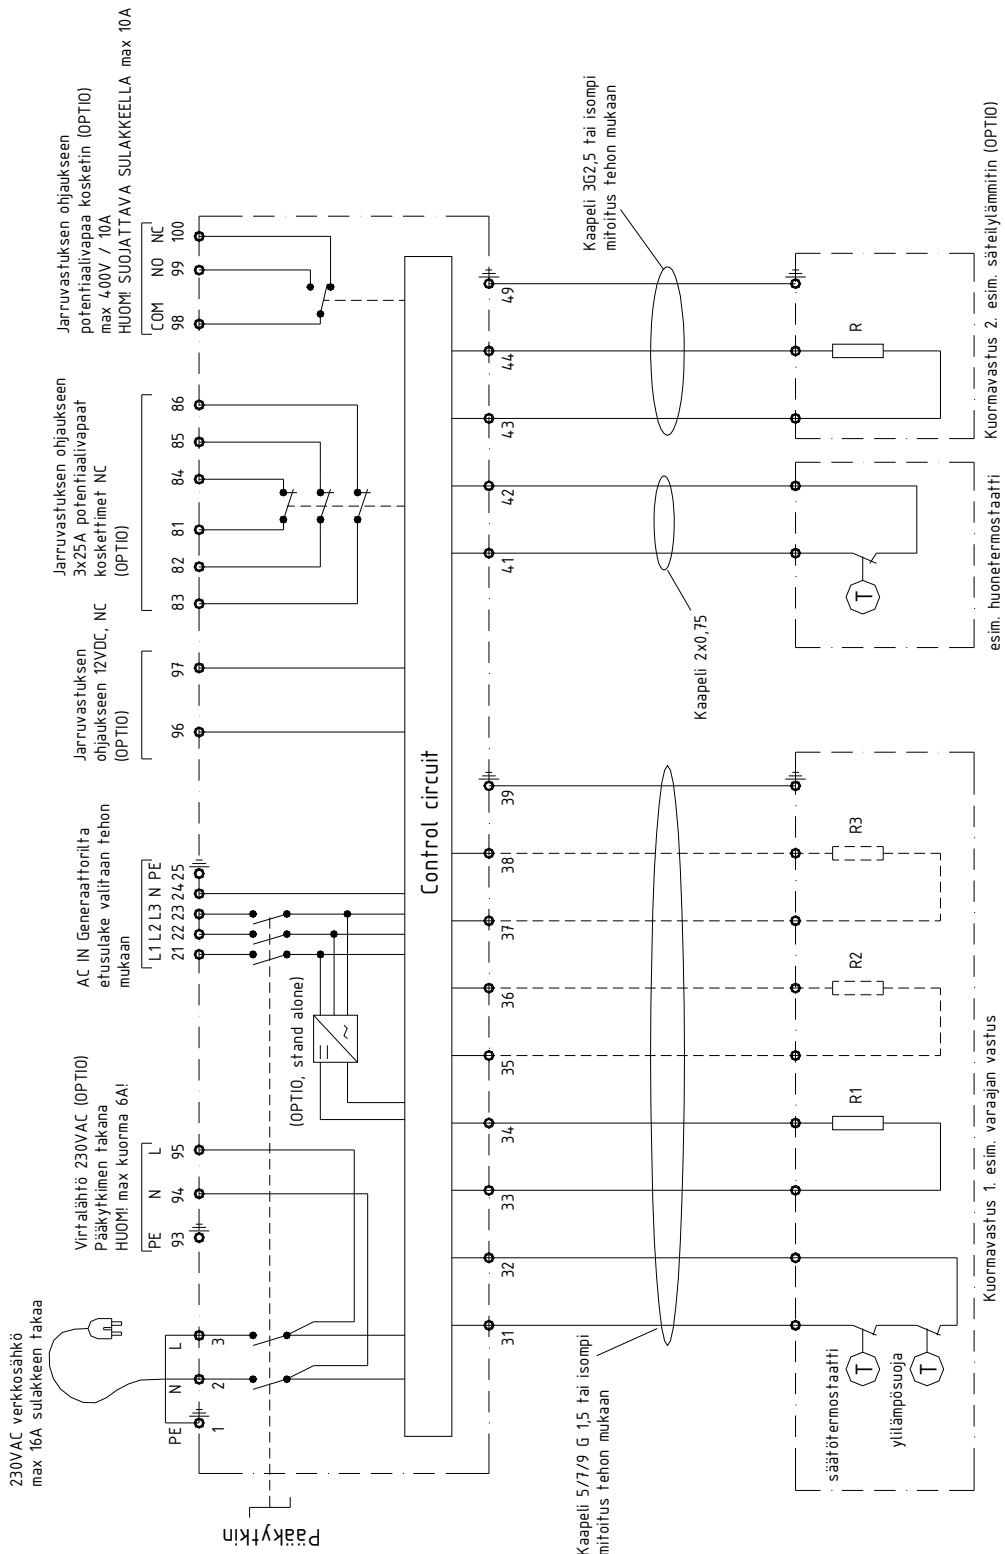 230VAC verkkosähkö
max 16A sulakkeen takaa
PE
N
L
1
2
3
Virtalähtö 230VAC (OPTIO)
Pääkytkimen takana
HUOM! max kuorma 6A!
PE N L
93 94 95
AC IN Generaattorilta
etusulake valitaan tehon
mukaan
L1 L2 L3 N PE
21 22 23 24 25
Jarruvastuksen
ohjaukseen 12VDC, NC
(OPTIO)
96 97
Jarruvastuksen ohjaukseen
3x25A potentiaalivapaat
koskettimet NC
(OPTIO)
83 82 81 84 85 86
Jarruvastuksen ohjaukseen
potentiaalivapaa kosketin (OPTIO)
max 400V / 10A
HUOM! SUOJATTAVA SULAKKEELLA max 10A
COM NO NC
98 99 100
Pääkytkin
(OPTIO, stand alone)
Control circuit
31 32 33 34 35 36 37 38 39
41 42 43 44 49
Kaapeli 5/7/9 G 1,5 tai isompi
mitoitus tehon mukaan
Kaapeli 2x0,75
Kaapeli 3G2,5 tai isompi
mitoitus tehon mukaan
säätötermostaatti
T
ylilämpösuoja
T
R1
R2
R3
T
R
Kuormavastus 1. esim. varaajan vastus
esim. huonetermostaatti
Kuormavastus 2. esim. säteilylämmitin (OPTIO)